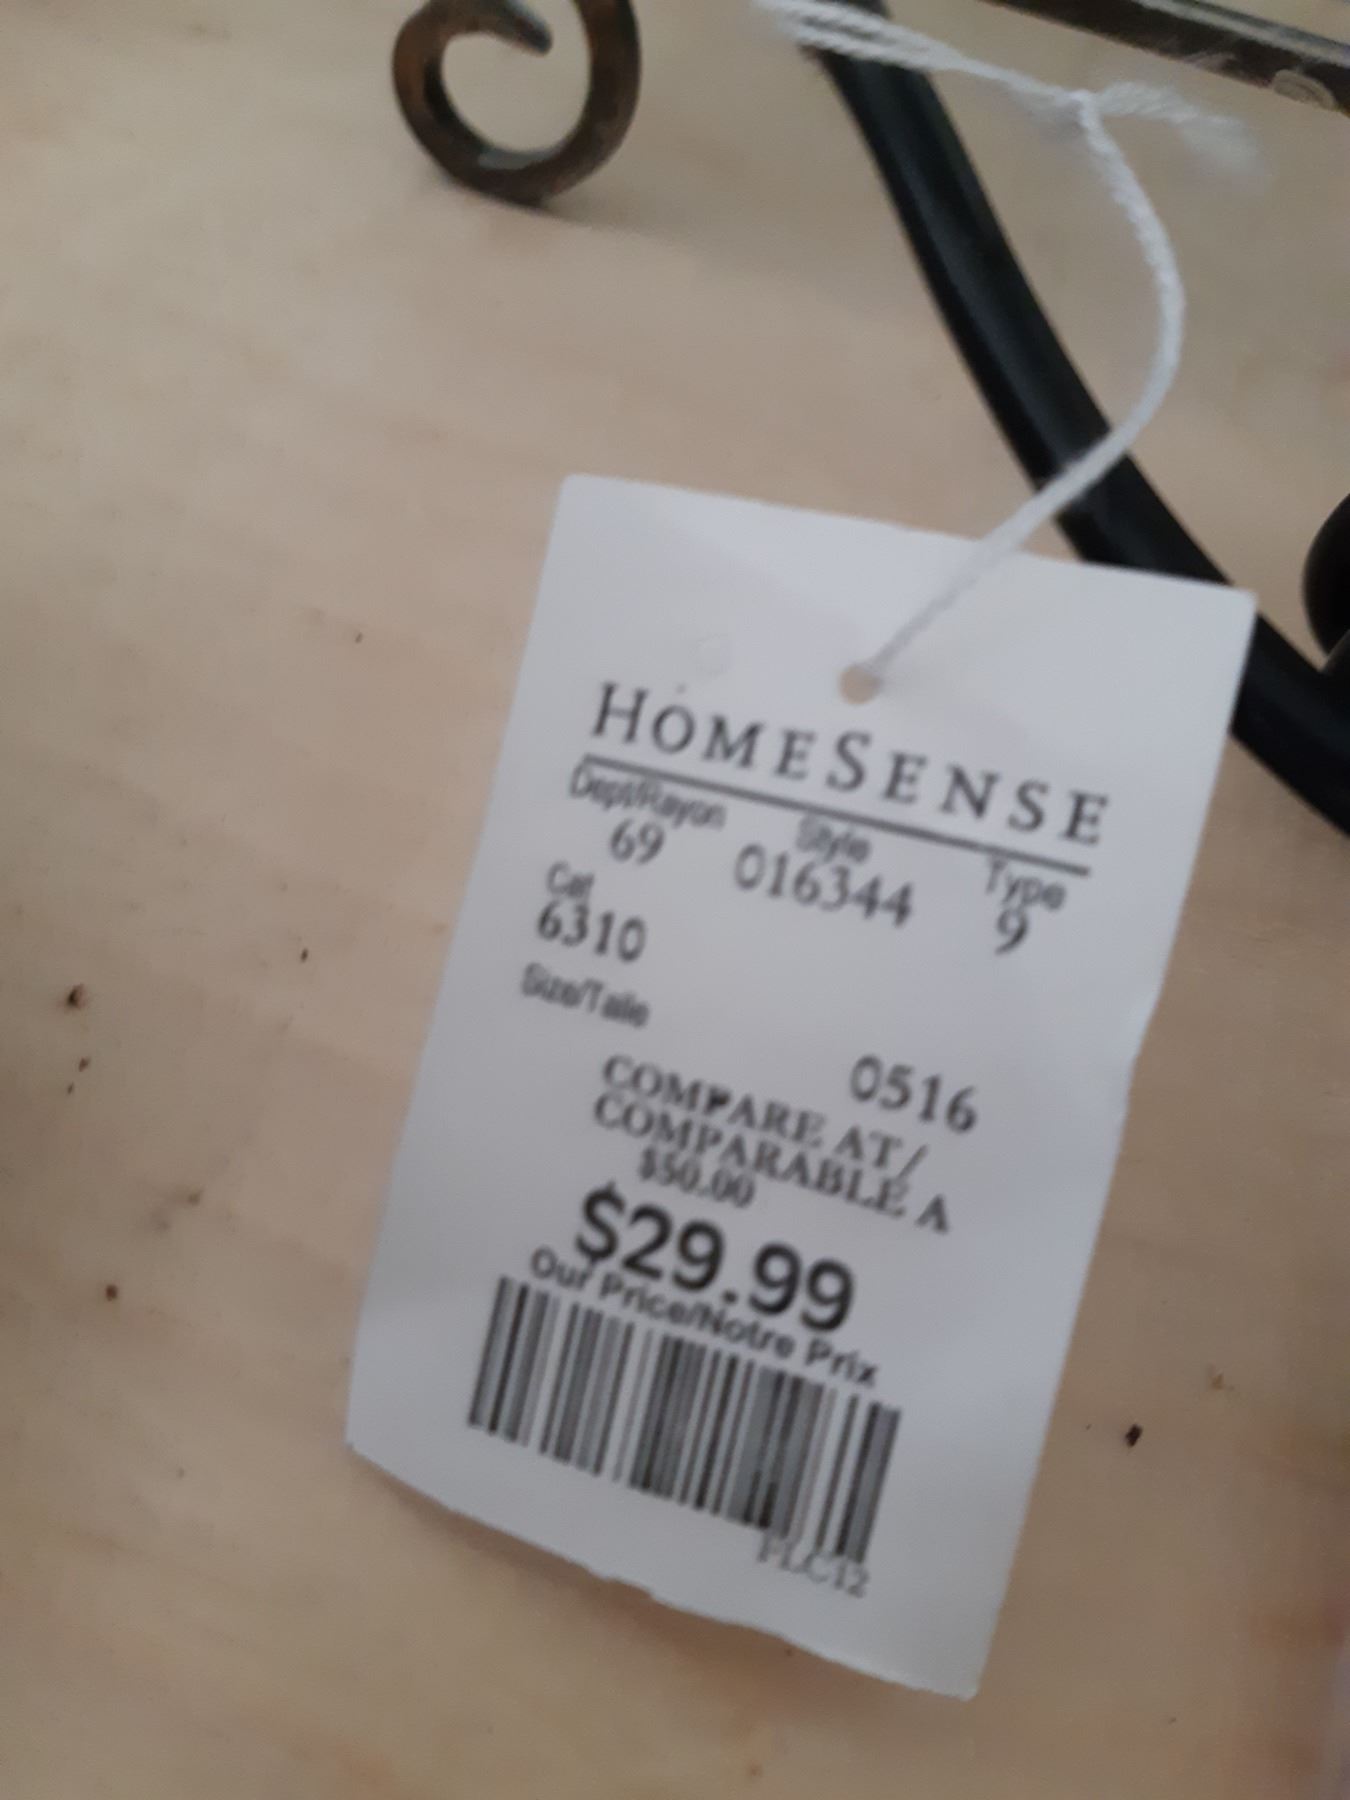 HOMESENSE
Dept/Rayon Style Type
69 016344 9
Cat
6310
Size/Taille
0516
COMPARE AT/
COMPARABLE A
$50.00
$29.99
Our Price/Notre Prix
PLC12